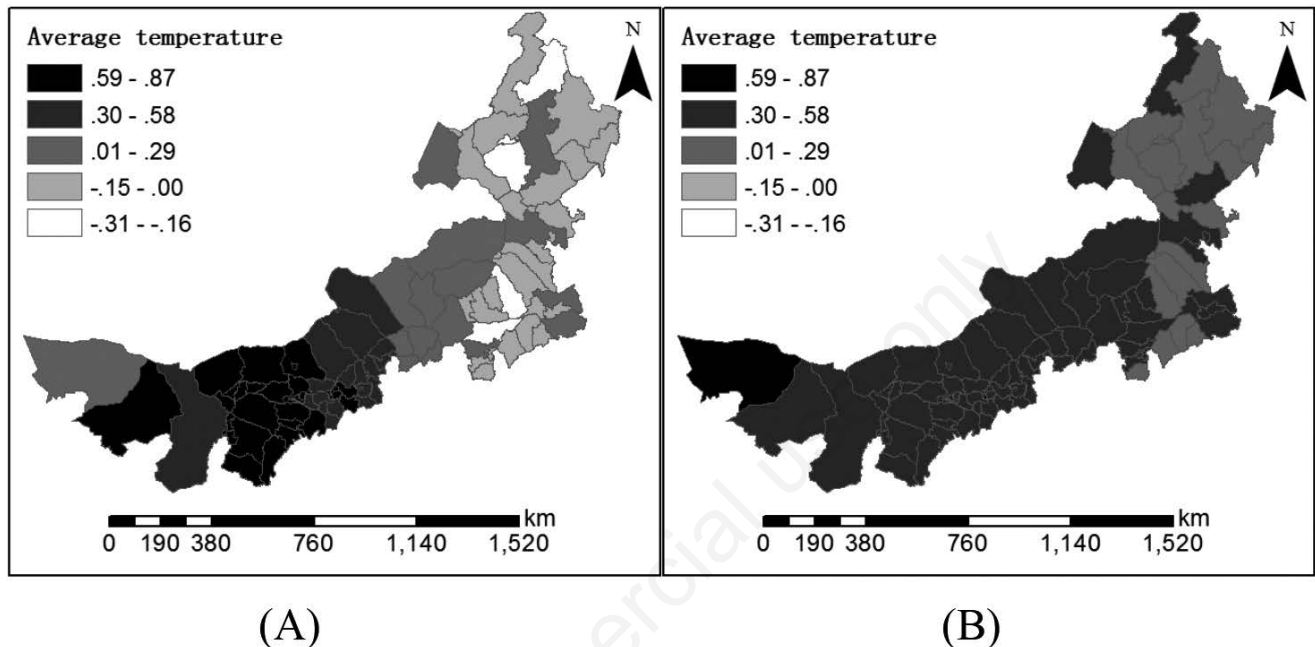 Average temperature
.59 - .87
.30 - .58
.01 - .29
-.15 - .00
-.31 - -.16
N
km
0 190 380 760 1,140 1,520
(A)
Average temperature
.59 - .87
.30 - .58
.01 - .29
-.15 - .00
-.31 - -.16
N
km
0 190 380 760 1,140 1,520
(B)
only